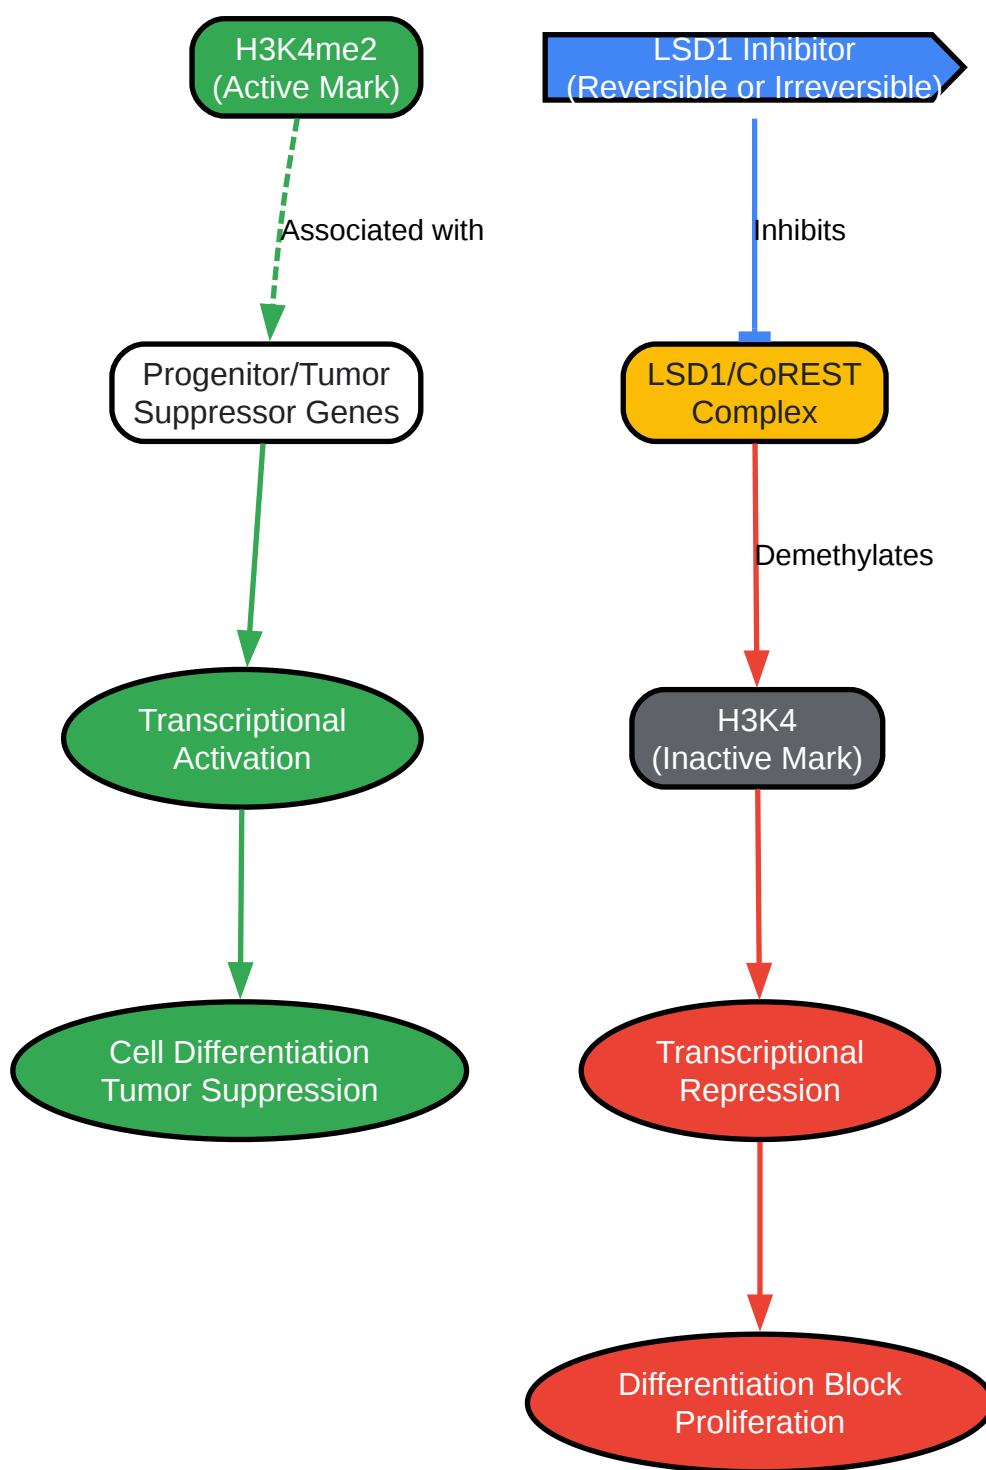 H3K4me2
(Active Mark)
LSD1 Inhibitor
(Reversible or Irreversible)
Associated with
Inhibits
Progenitor/Tumor
Suppressor Genes
LSD1/CoREST
Complex
Demethylates
Transcriptional
Activation
H3K4
(Inactive Mark)
Cell Differentiation
Tumor Suppression
Transcriptional
Repression
Differentiation Block
Proliferation